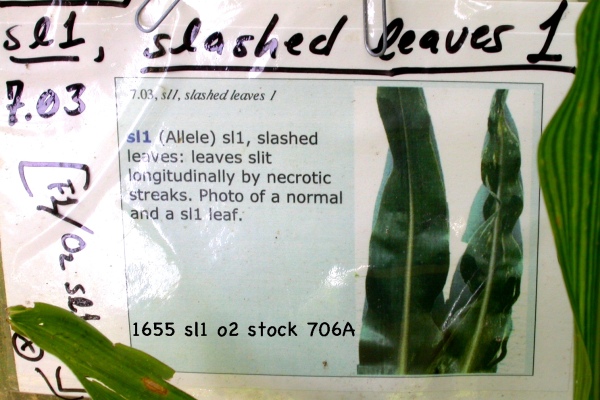 sl1, slashed leaves 1
7.03
7.03, sl1, slashed leaves 1
sl1 (Allele) sl1, slashed
leaves: leaves slit
longitudinally by necrotic
streaks. Photo of a normal
and a sl1 leaf.
1655 sl1 o2 stock 706A